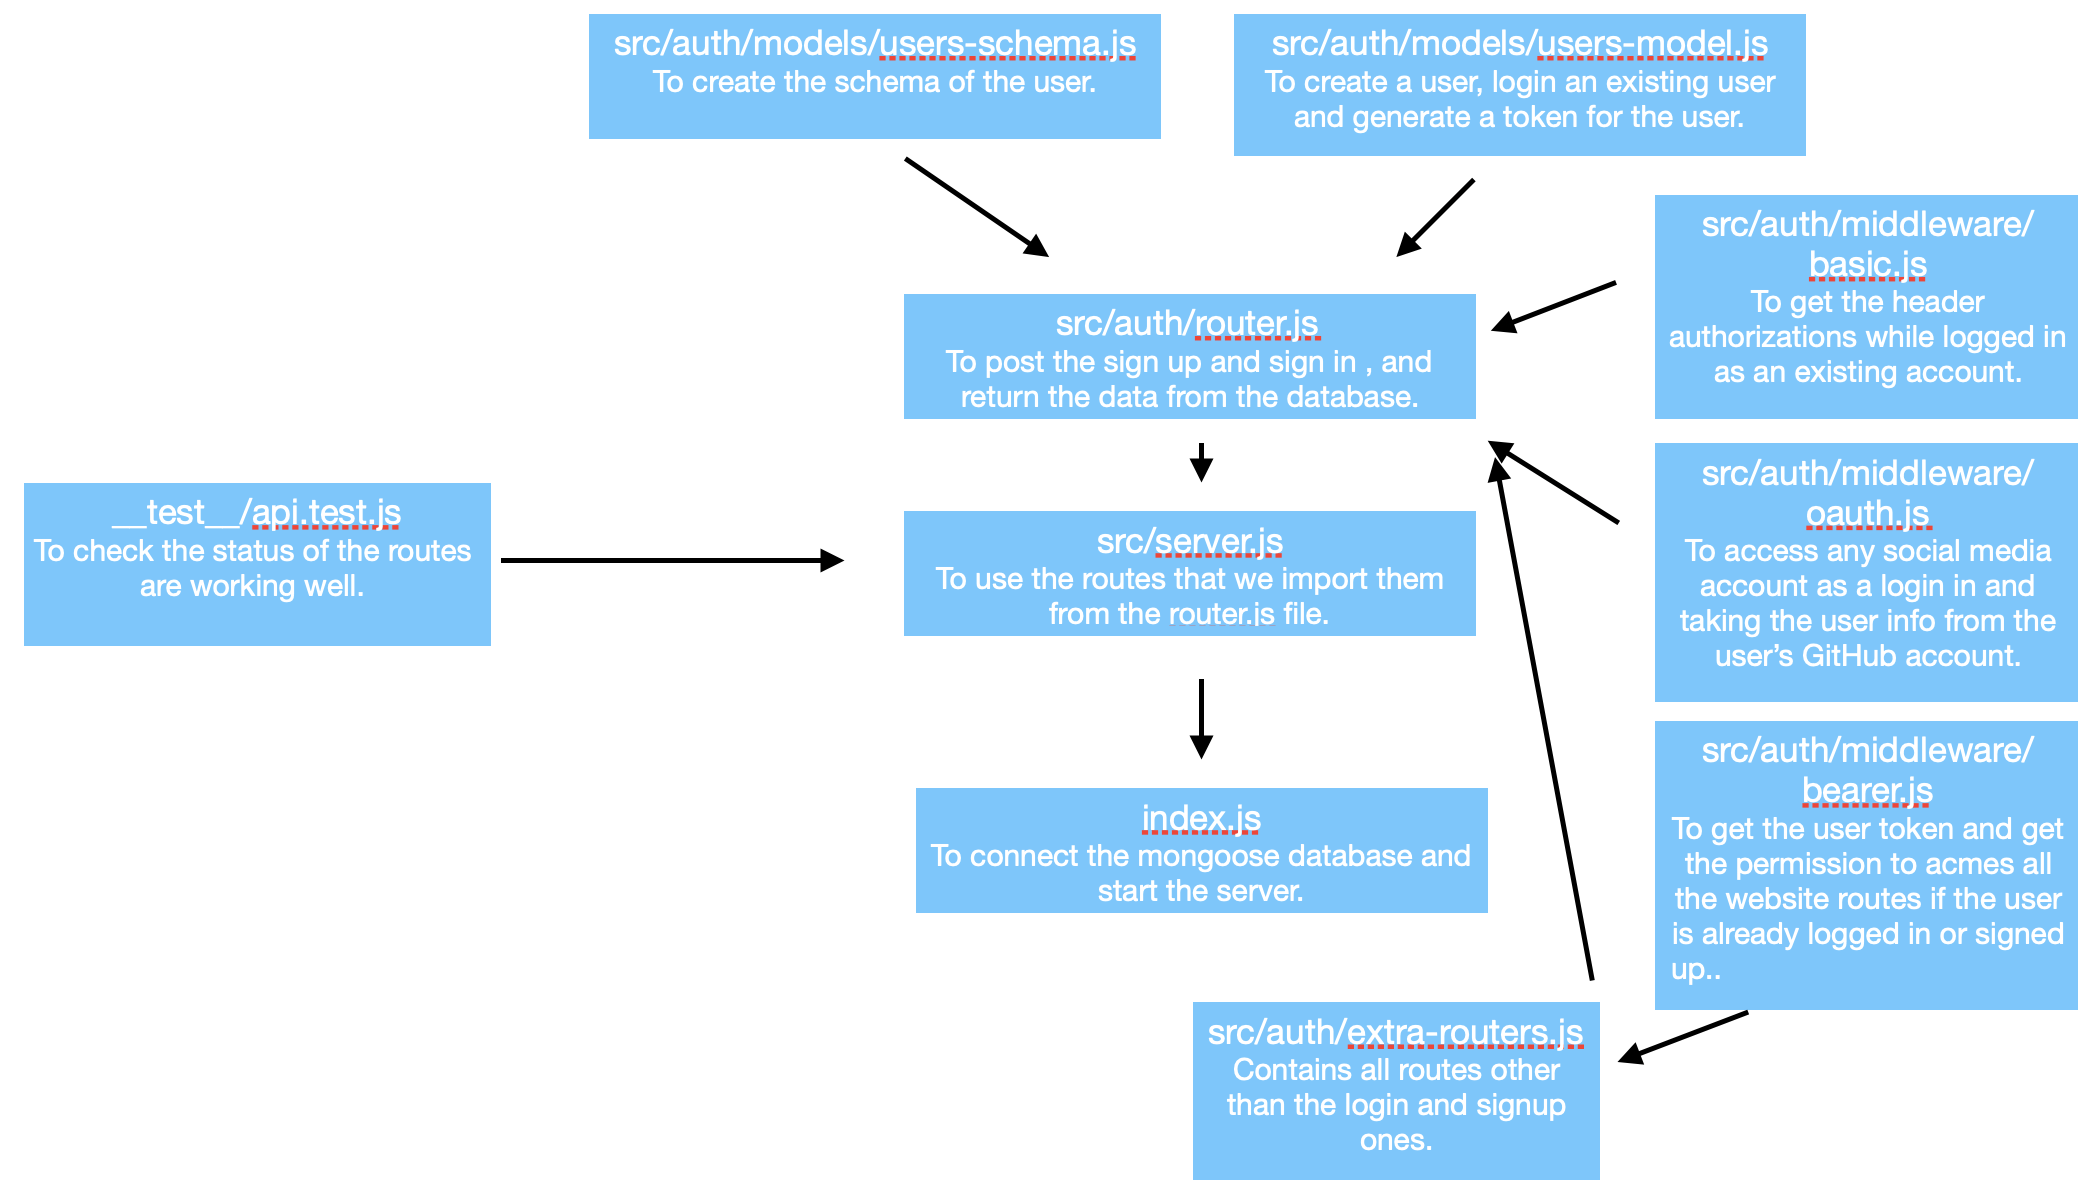 src/auth/models/users-schema.js
To create the schema of the user.
src/auth/models/users-model.js
To create a user, login an existing user
and generate a token for the user.
src/auth/middleware/
basic.js
To get the header
authorizations while logged in
as an existing account.
src/auth/router.js
To post the sign up and sign in , and
return the data from the database.
src/auth/middleware/
oauth.js
To access any social media
account as a login in and
taking the user info from the
user’s GitHub account.
__test__/api.test.js
To check the status of the routes
are working well.
src/server.js
To use the routes that we import them
from the router.js file.
src/auth/middleware/
bearer.js
To get the user token and get
the permission to acmes all
the website routes if the user
is already logged in or signed
up..
index.js
To connect the mongoose database and
start the server.
src/auth/extra-routers.js
Contains all routes other
than the login and signup
ones.